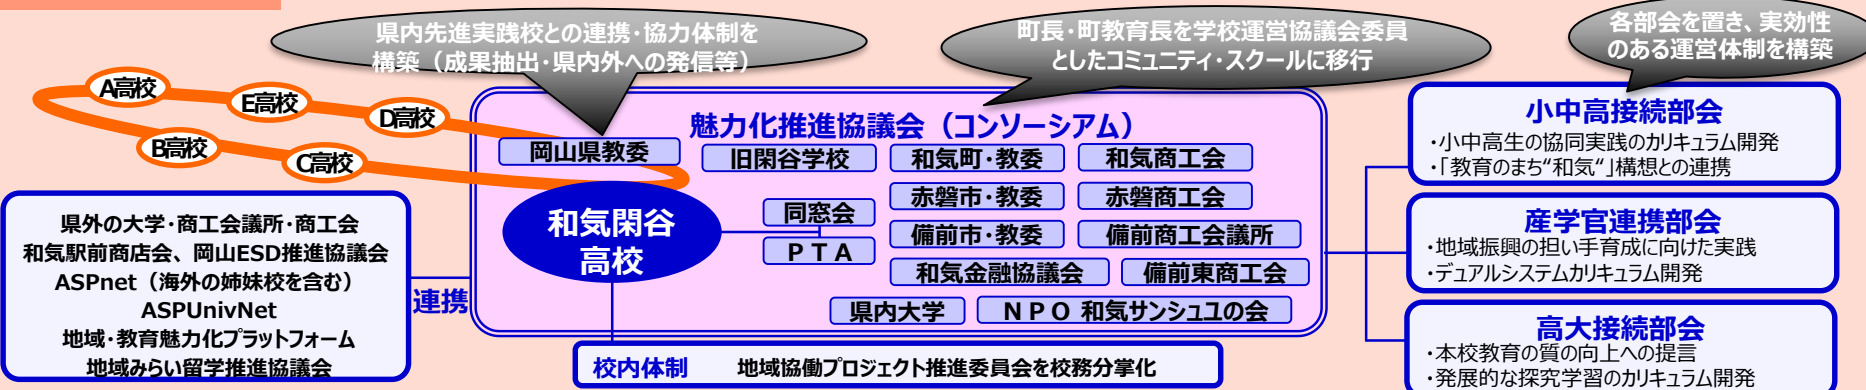 県内先進実践校との連携・協力体制を
構築（成果抽出・県内外への発信等）
町長・町教育長を学校運営協議会委員
としたコミュニティ・スクールに移行
各部会を置き、実効性
のある運営体制を構築
A高校
E高校
D高校
B高校
C高校
魅力化推進協議会（コンソーシアム）
岡山県教委
旧閑谷学校
和気町・教委
和気商工会
赤磐市・教委
赤磐商工会
同窓会
備前市・教委
備前商工会議所
PTA
和気金融協議会
備前東商工会
県内大学
NPO 和気サンシュユの会
和気閑谷
高校
県外の大学・商工会議所・商工会
和気駅前商店会、岡山ESD推進協議会
ASPnet（海外の姉妹校を含む）
ASPUnivNet
地域・教育魅力化プラットフォーム
地域みらい留学推進協議会
連携
校内体制 地域協働プロジェクト推進委員会を校務分掌化
小中高接続部会
・小中高生の協同実践のカリキュラム開発
・「教育のまち“和気“」構想との連携
産学官連携部会
・地域振興の担い手育成に向けた実践
・デュアルシステムカリキュラム開発
高大接続部会
・本校教育の質の向上への提言
・発展的な探究学習のカリキュラム開発